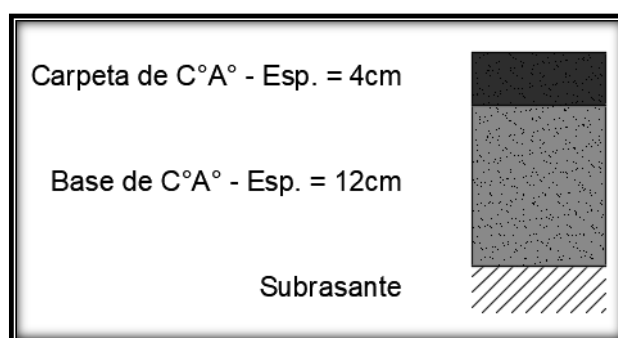 Carpeta de C°A° - Esp. = 4cm
Base de C°A° - Esp. = 12cm
Subrasante